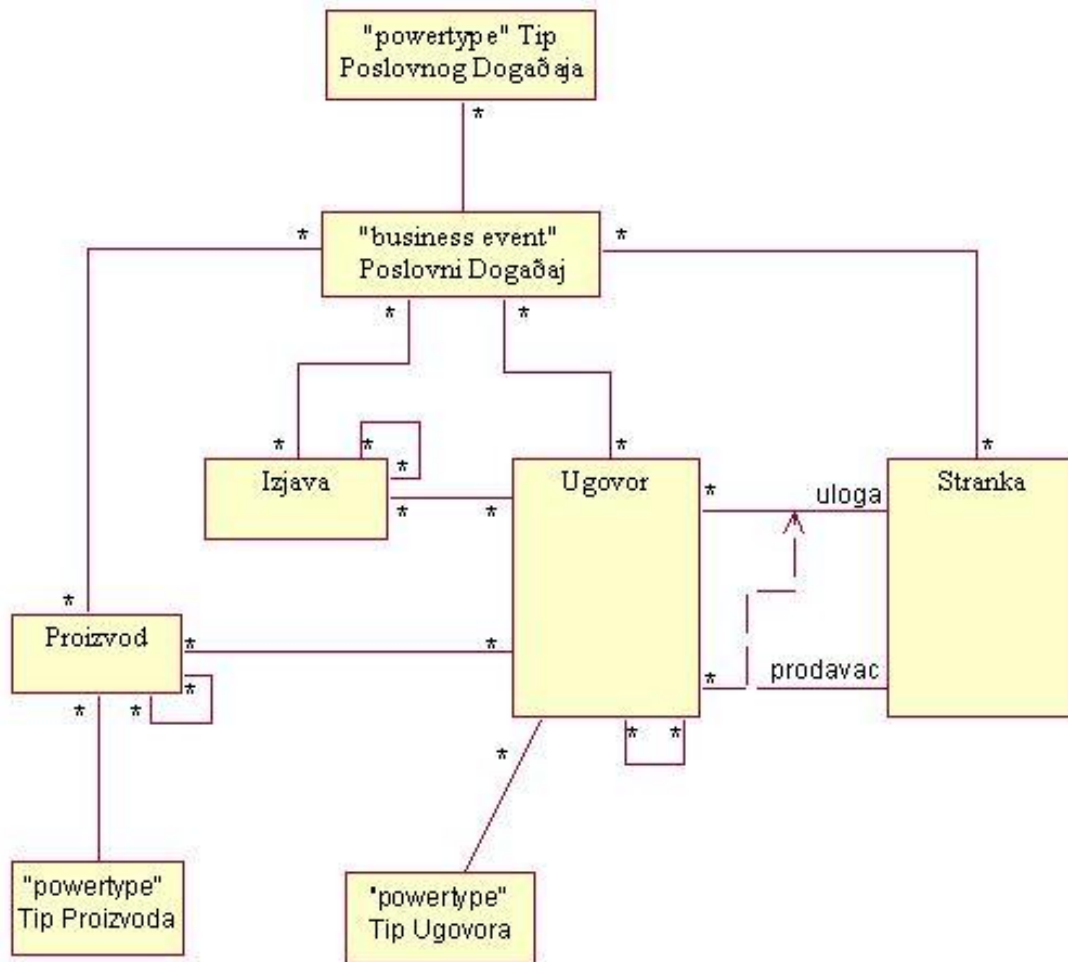 "powertype" Tip
Poslovnog Događaja
*
"business event"
Poslovni Događaj
*
*
*
*
*
*
*
*
*
Izjava
*
*
Ugovor
*
uloga
Stranka
*
*
Proizvod
*
*
*
prodavac
*
*
*
*
*
*
"powertype"
Tip Proizvoda
"powertype"
Tip Ugovora